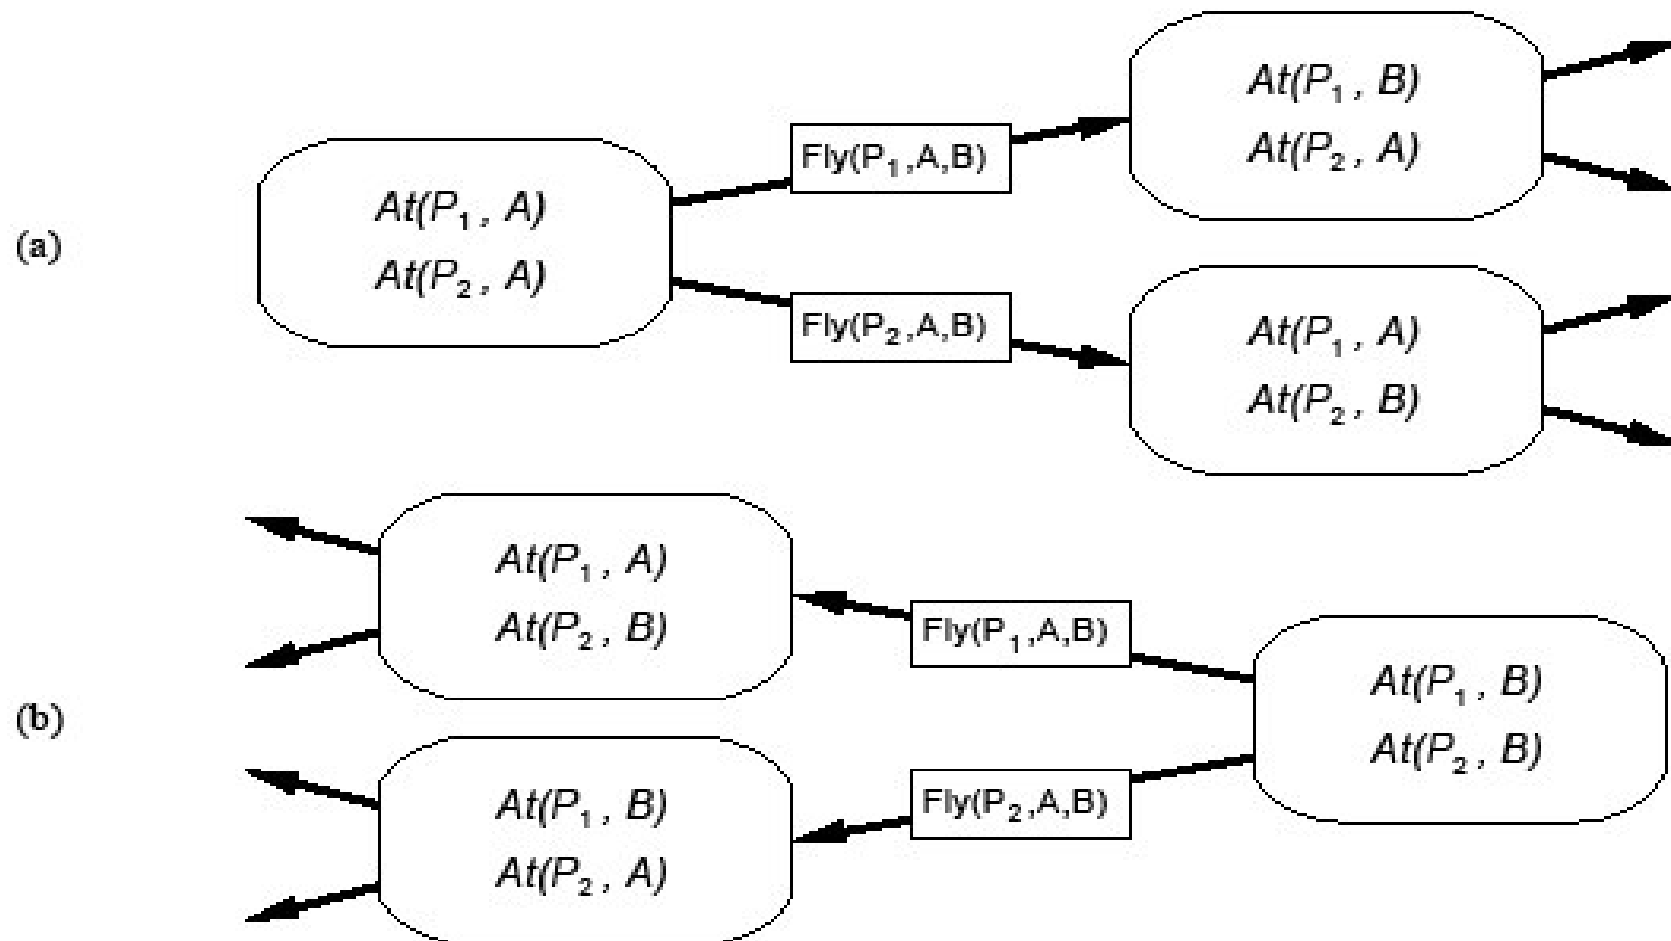 (a)
At(P₁, A)
At(P₂, A)
Fly(P₁,A,B)
At(P₁, B)
At(P₂, A)
Fly(P₂,A,B)
At(P₁, A)
At(P₂, B)
(b)
At(P₁, A)
At(P₂, B)
Fly(P₁,A,B)
At(P₁, B)
At(P₂, A)
Fly(P₂,A,B)
At(P₁, B)
At(P₂, B)